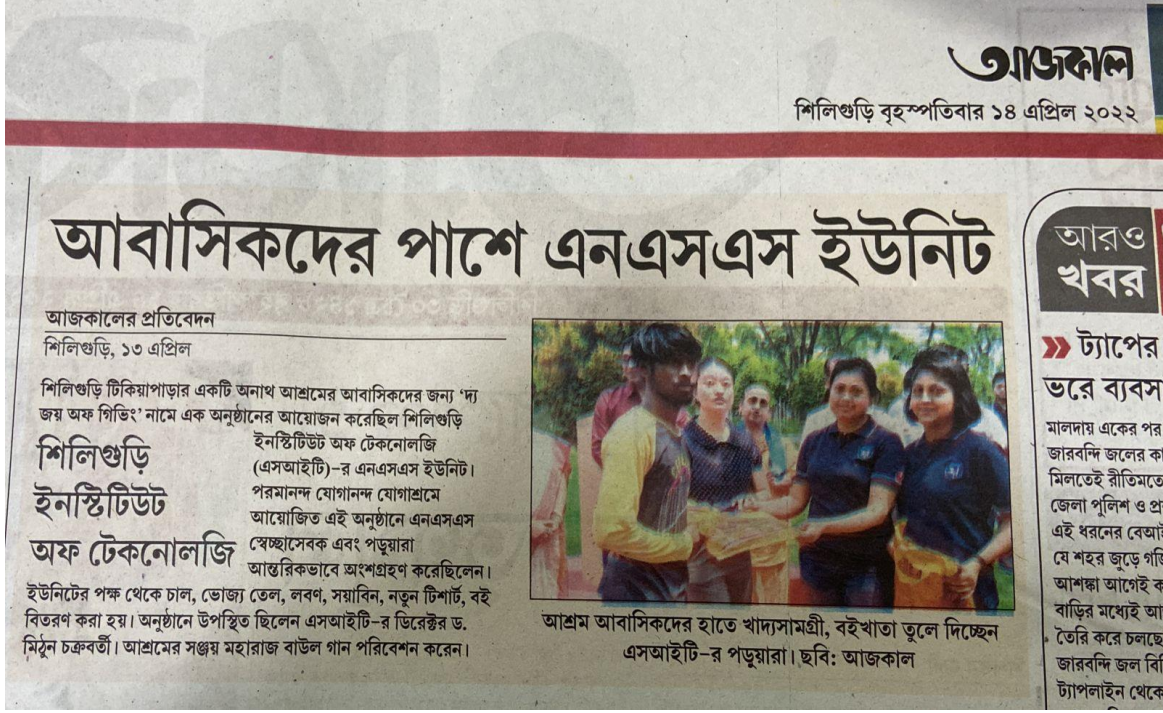 আজকাল
শিলিগুড়ি বৃহস্পতিবার ১৪ এপ্রিল ২০২২
আবাসিকদের পাশে এনএসএস ইউনিট
আজকালের প্রতিবেদন
শিলিগুড়ি, ১৩ এপ্রিল
শিলিগুড়ি টিকিয়াপাড়ার একটি অনাথ আশ্রমের আবাসিকদের জন্য ‘দ্য
জয় অফ গিভিং’ নামে এক অনুষ্ঠানের আয়োজন করেছিল শিলিগুড়ি
ইনস্টিটিউট অফ টেকনোলজি
(এসআইটি)–র এনএসএস ইউনিট।
পরমানন্দ যোগানন্দ যোগাশ্রমে
আয়োজিত এই অনুষ্ঠানে এনএসএস
স্বেচ্ছাসেবক এবং পড়ুয়ারা
আন্তরিকভাবে অংশগ্রহণ করেছিলেন।
শিলিগুড়ি
ইনস্টিটিউট
অফ টেকনোলজি
ইউনিটের পক্ষ থেকে চাল, ভোজ্য তেল, লবণ, সয়াবিন, নতুন টিশার্ট, বই
বিতরণ করা হয়। অনুষ্ঠানে উপস্থিত ছিলেন এসআইটি–র ডিরেক্টর ড.
মিঠুন চক্রবর্তী। আশ্রমের সঞ্জয় মহারাজ বাউল গান পরিবেশন করেন।
আশ্রম আবাসিকদের হাতে খাদ্যসামগ্রী, বইখাতা তুলে দিচ্ছেন
এসআইটি–র পড়ুয়ারা। ছবি: আজকাল
আরও
খবর
ট্যাপের
ভরে ব্যবস
মালদায় একের পর
জারবন্দি জলের কা
মিলতেই রীতিমতে
জেলা পুলিশ ও প্র
এই ধরনের বেআই
যে শহর জুড়ে গজি
আশঙ্কা আগেই ক
বাড়ির মধ্যেই আ
তৈরি করে চলছে
জারবন্দি জল বি
ট্যাপলাইন থেকে